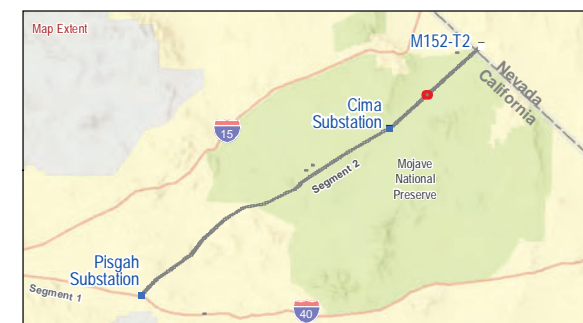 Map Extent
M152-T2
Nevada
California
Cima
Substation
15
Mojave
National
Preserve
Segment 2
Pisgah
Substation
Segment 1
40